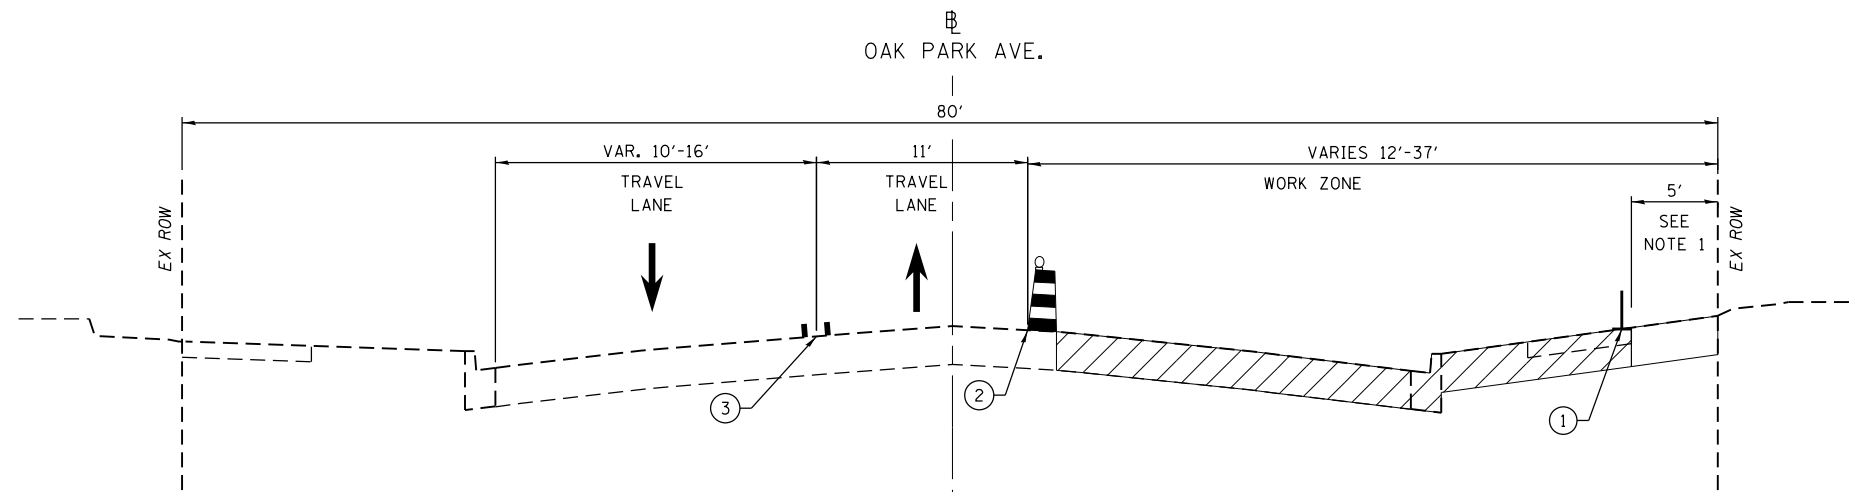 BL
OAK PARK AVE.
80'
VAR. 10'-16'
11'
VARIES 12'-37'
TRAVEL
LANE
TRAVEL
LANE
WORK ZONE
5'
SEE
NOTE 1
EX ROW
EX ROW
3
2
1